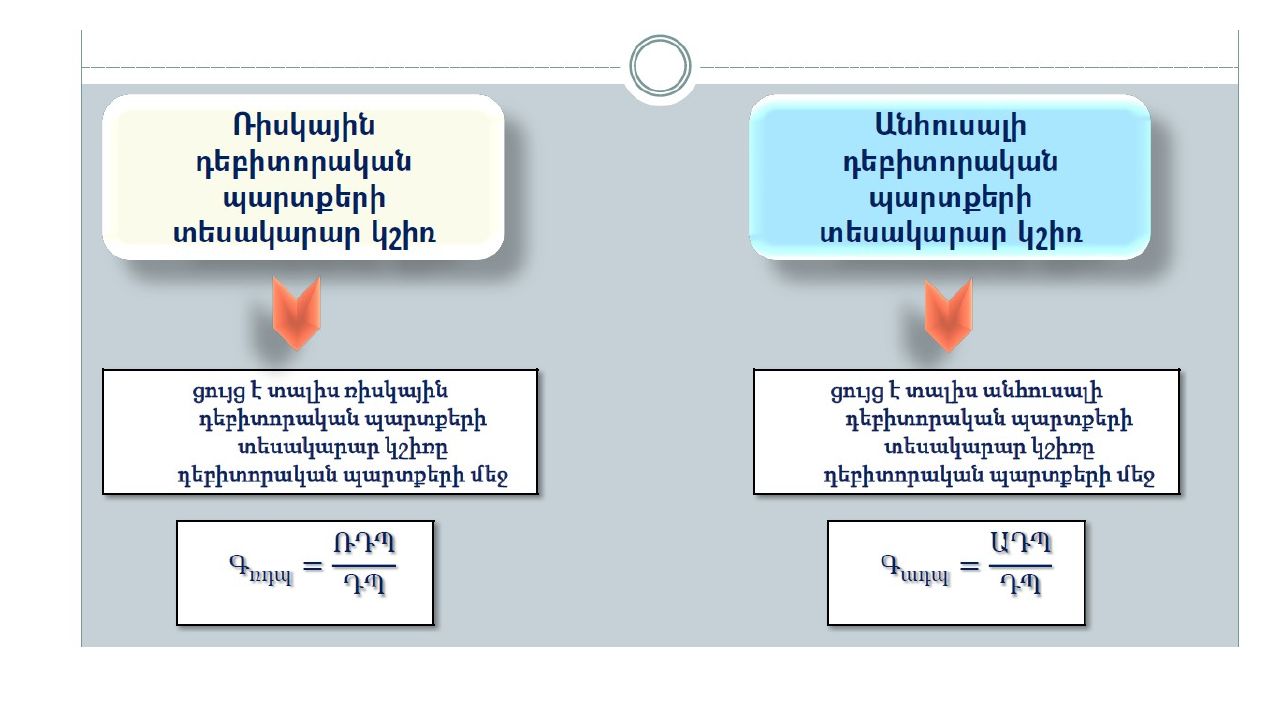 Ռիսկային
դեբիտորական
պարտքերի
տեսակարար կշիռ
ցույց է տալիս ռիսկային
դեբիտորական պարտքերի
տեսակարար կշիռը
դեբիտորական պարտքերի մեջ
Գռդպ = ՌԴՊ / ԴՊ
Անհուսալի
դեբիտորական
պարտքերի
տեսակարար կշիռ
ցույց է տալիս անհուսալի
դեբիտորական պարտքերի
տեսակարար կշիռը
դեբիտորական պարտքերի մեջ
Գադպ = ԱԴՊ / ԴՊ